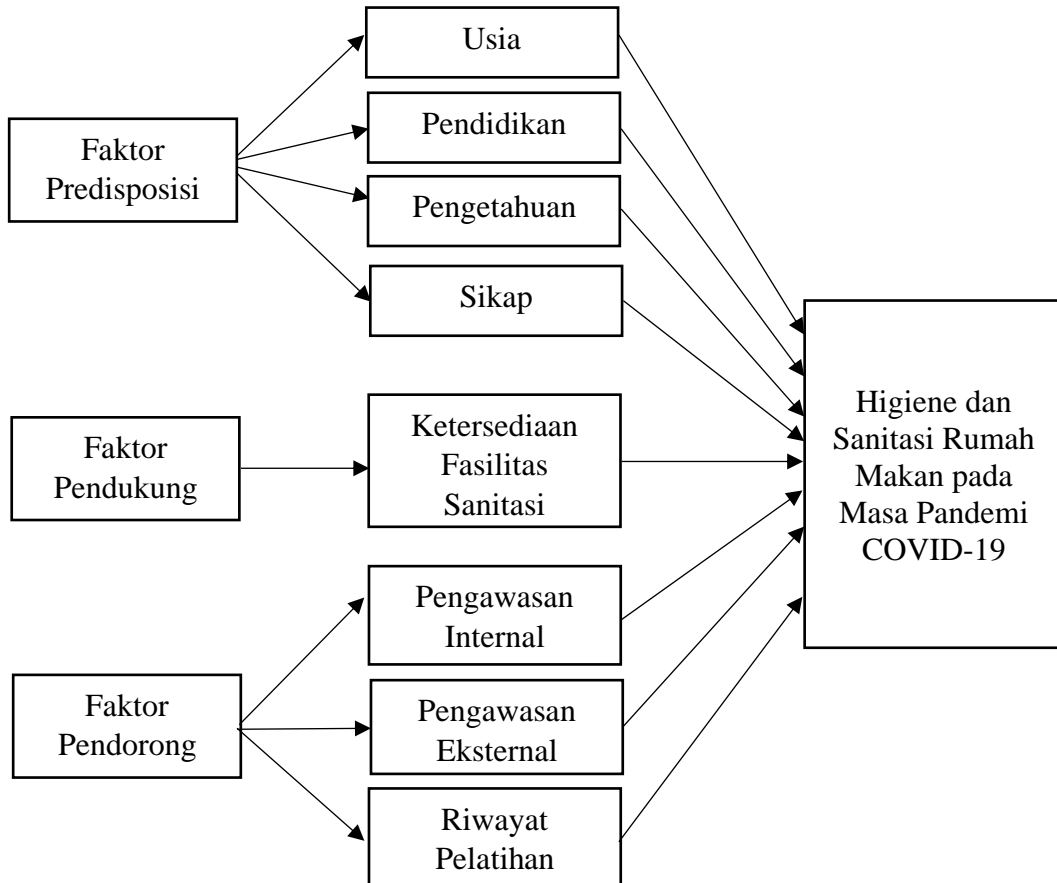 Faktor
Predisposisi
Usia
Pendidikan
Pengetahuan
Sikap
Faktor
Pendukung
Ketersediaan
Fasilitas
Sanitasi
Faktor
Pendorong
Pengawasan
Internal
Pengawasan
Eksternal
Riwayat
Pelatihan
Higiene dan
Sanitasi Rumah
Makan pada
Masa Pandemi
COVID-19